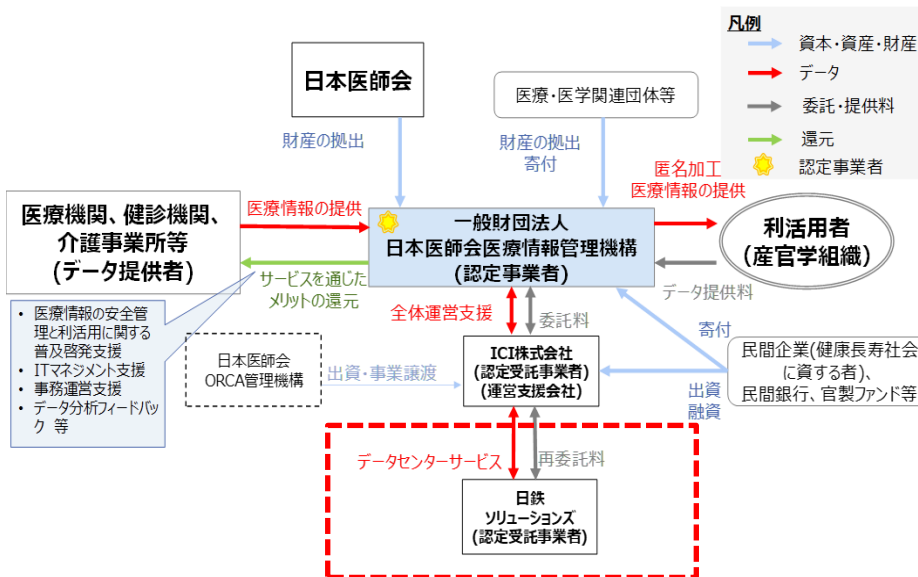 凡例
資本・資産・財産
データ
委託・提供料
還元
認定事業者
日本医師会
医療・医学関連団体等
財産の拠出
財産の拠出
寄付
匿名加工
医療情報の提供
医療機関、健診機関、
介護事業所等
(データ提供者)
医療情報の提供
一般財団法人
日本医師会医療情報管理機構
(認定事業者)
利活用者
(産官学組織)
サービスを通じた
メリットの還元
データ提供料
• 医療情報の安全管
理と利活用に関する
普及啓発支援
• ITマネジメント支援
• 事務運営支援
• データ分析フィードバッ
ク 等
全体運営支援
委託料
寄付
日本医師会
ORCA管理機構
出資・事業譲渡
ICI株式会社
(認定受託事業者)
(運営支援会社)
出資
融資
民間企業(健康長寿社会
に資する者)、
民間銀行、官製ファンド等
データセンターサービス
再委託料
日鉄
ソリューションズ
(認定受託事業者)